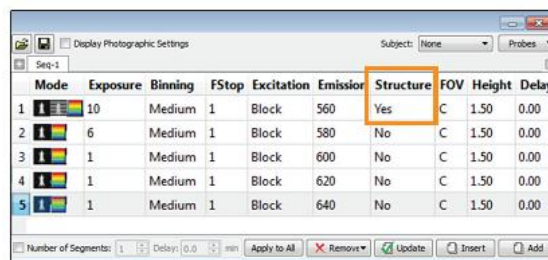 Display Photographic Settings Subject: None Probes
Seq-1
Mode Exposure Binning FStop Excitation Emission Structure FOV Height Delay
1 10 Medium 1 Block 560 Yes C 1.50 0.00
2 6 Medium 1 Block 580 No C 1.50 0.00
3 1 Medium 1 Block 600 No C 1.50 0.00
4 1 Medium 1 Block 620 No C 1.50 0.00
5 1 Medium 1 Block 640 No C 1.50 0.00
Number of Segments: 1 Delay: 0.0 min Apply to All Remove Update Insert Add